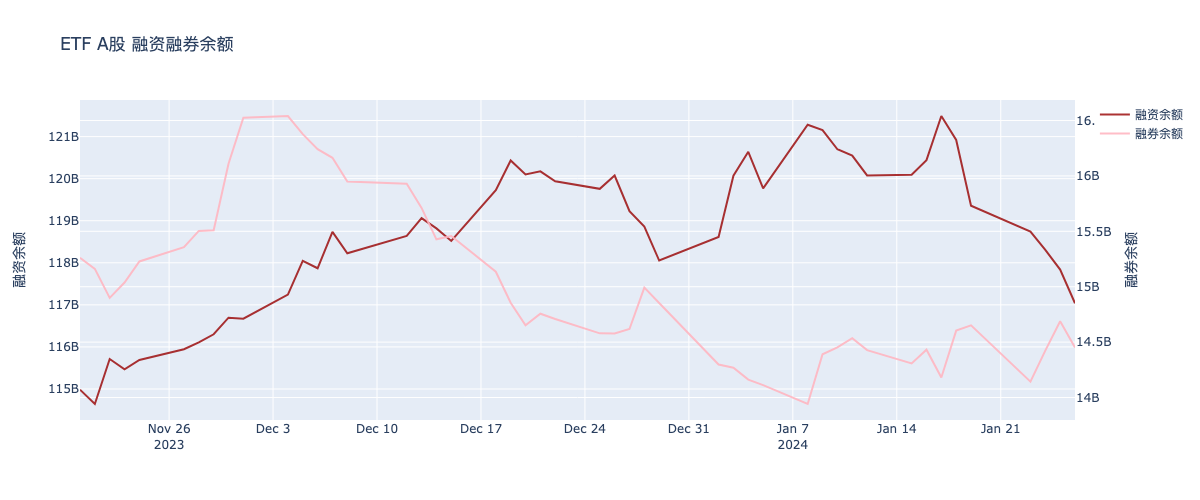 ETF A股 融资融券余额
融资余额
融券余额
121B
120B
119B
118B
117B
116B
115B
融资余额
16.
16B
15.5B
15B
14.5B
14B
融券余额
Nov 26
2023
Dec 3
Dec 10
Dec 17
Dec 24
Dec 31
Jan 7
2024
Jan 14
Jan 21